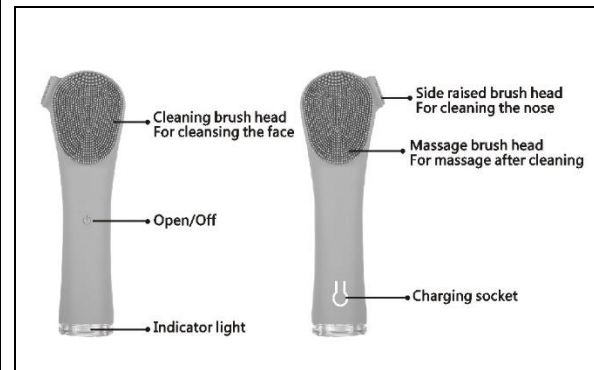 Cleaning brush head
For cleansing the face
Open/Off
Indicator light
Side raised brush head
For cleaning the nose
Massage brush head
For massage after cleaning
Charging socket